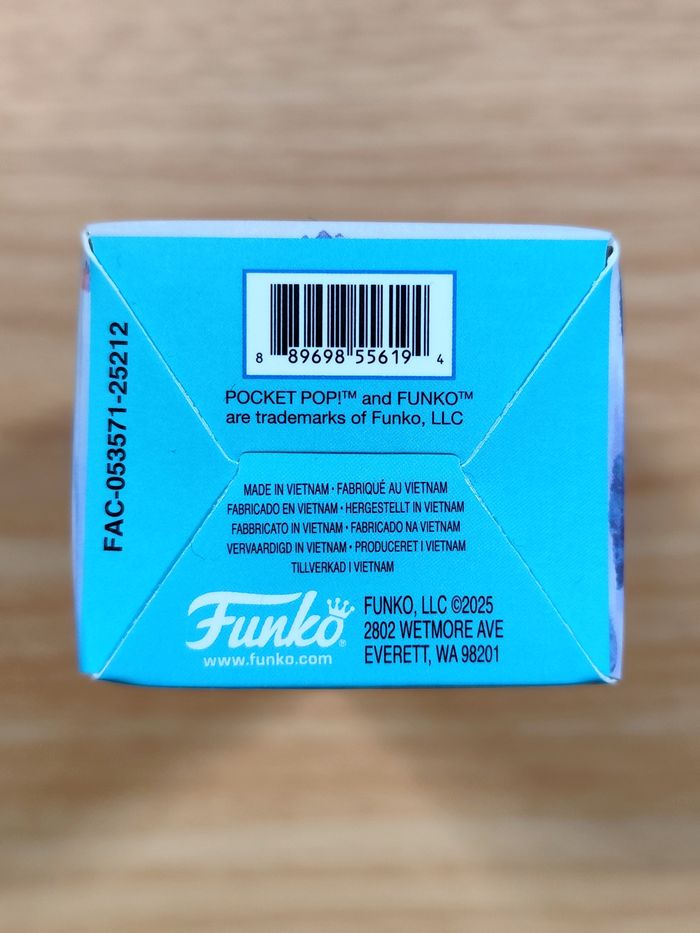 8 89698 55619 4
POCKET POP!™ and FUNKO™
are trademarks of Funko, LLC
FAC-053571-25212
MADE IN VIETNAM · FABRIQUÉ AU VIETNAM
FABRICADO EN VIETNAM · HERGESTELLT IN VIETNAM
FABBRICATO IN VIETNAM · FABRICADO NA VIETNAM
VERVAARDIGD IN VIETNAM · PRODUCERET I VIETNAM
TILLVERKAD I VIETNAM
Funko®
www.funko.com
FUNKO, LLC ©2025
2802 WETMORE AVE
EVERETT, WA 98201